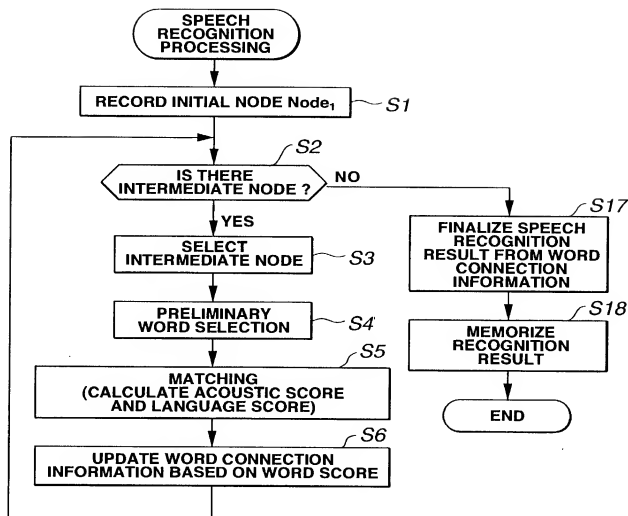 SPEECH
RECOGNITION
PROCESSING
RECORD INITIAL NODE Node₁
S1
S2
IS THERE
INTERMEDIATE NODE ?
NO
YES
SELECT
INTERMEDIATE NODE
S3
PRELIMINARY
WORD SELECTION
S4
S5
MATCHING
(CALCULATE ACOUSTIC SCORE
AND LANGUAGE SCORE)
S6
UPDATE WORD CONNECTION
INFORMATION BASED ON WORD SCORE
S17
FINALIZE SPEECH
RECOGNITION
RESULT FROM WORD
CONNECTION
INFORMATION
S18
MEMORIZE
RECOGNITION
RESULT
END